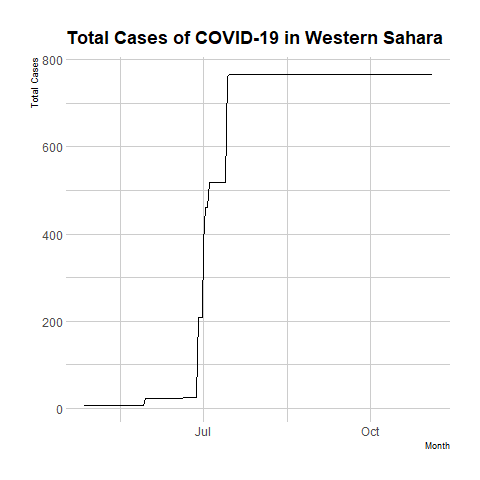 Total Cases of COVID-19 in Western Sahara
Total Cases
800
600
400
200
0
Jul Oct
Month